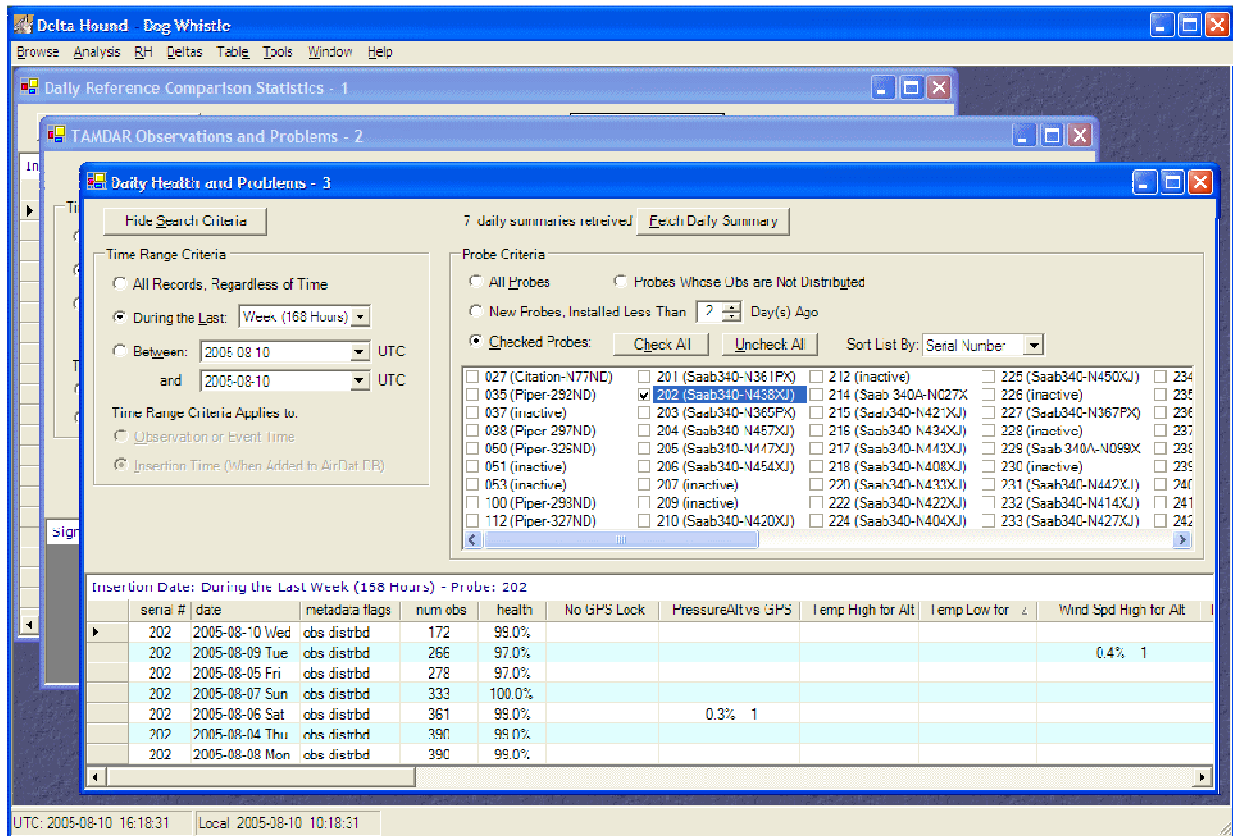 Delta Hound - Dog Whistle
Browse Analysis RH Deltas Table Tools Window Help
Daily Reference Comparison Statistics - 1
TAMDAR Observations and Problems - 2
Daily Health and Problems - 3
Hide Search Criteria 7 daily summaries retreived Fetch Daily Summary
Time Range Criteria
All Records, Regardless of Time
During the Last: Week (168 Hours)
Between: 2005-08-10 UTC
and 2005-08-10 UTC
Time Range Criteria Applies to:
Observation or Event Time
Insertion Time (When Added to AirDat DB)
Probe Criteria
All Probes Probes Whose Obs are Not Distributed
New Probes, Installed Less Than 2 Day(s) Ago
Checked Probes: Check All Uncheck All Sort List By: Serial Number
027 (Citation-N77ND) 201 (Saab340-N361PX) 212 (inactive) 225 (Saab340-N450XJ) 234
035 (Piper-292ND) 202 (Saab340-N438XJ) 214 (Saab 340A-N027X 226 (inactive) 235
037 (inactive) 203 (Saab340-N365PX) 215 (Saab340-N421XJ) 227 (Saab340-N367PX) 236
038 (Piper-297ND) 204 (Saab340-N457XJ) 216 (Saab340-N434XJ) 228 (inactive) 237
050 (Piper-326ND) 205 (Saab340-N447XJ) 217 (Saab340-N443XJ) 229 (Saab 340A-N099X 238
051 (inactive) 206 (Saab340-N454XJ) 218 (Saab340-N408XJ) 230 (inactive) 239
053 (inactive) 207 (inactive) 220 (Saab340-N433XJ) 231 (Saab340-N442XJ) 240
100 (Piper-298ND) 209 (inactive) 222 (Saab340-N422XJ) 232 (Saab340-N414XJ) 241
112 (Piper-327ND) 210 (Saab340-N420XJ) 224 (Saab340-N404XJ) 233 (Saab340-N427XJ) 242
Insertion Date: During the Last Week (168 Hours) - Probe: 202
serial # date metadata flags num obs health No GPS Lock PressureAlt vs GPS Temp High for Alt Temp Low for Wind Spd High for Alt
202 2005-08-10 Wed obs distrbd 172 99.0%
202 2005-08-09 Tue obs distrbd 266 97.0% 0.4% 1
202 2005-08-05 Fri obs distrbd 278 97.0%
202 2005-08-07 Sun obs distrbd 333 100.0%
202 2005-08-06 Sat obs distrbd 361 99.0% 0.3% 1
202 2005-08-04 Thu obs distrbd 390 99.0%
202 2005-08-08 Mon obs distrbd 390 99.0%
UTC: 2005-08-10 16:18:31 Local 2005-08-10 10:18:31